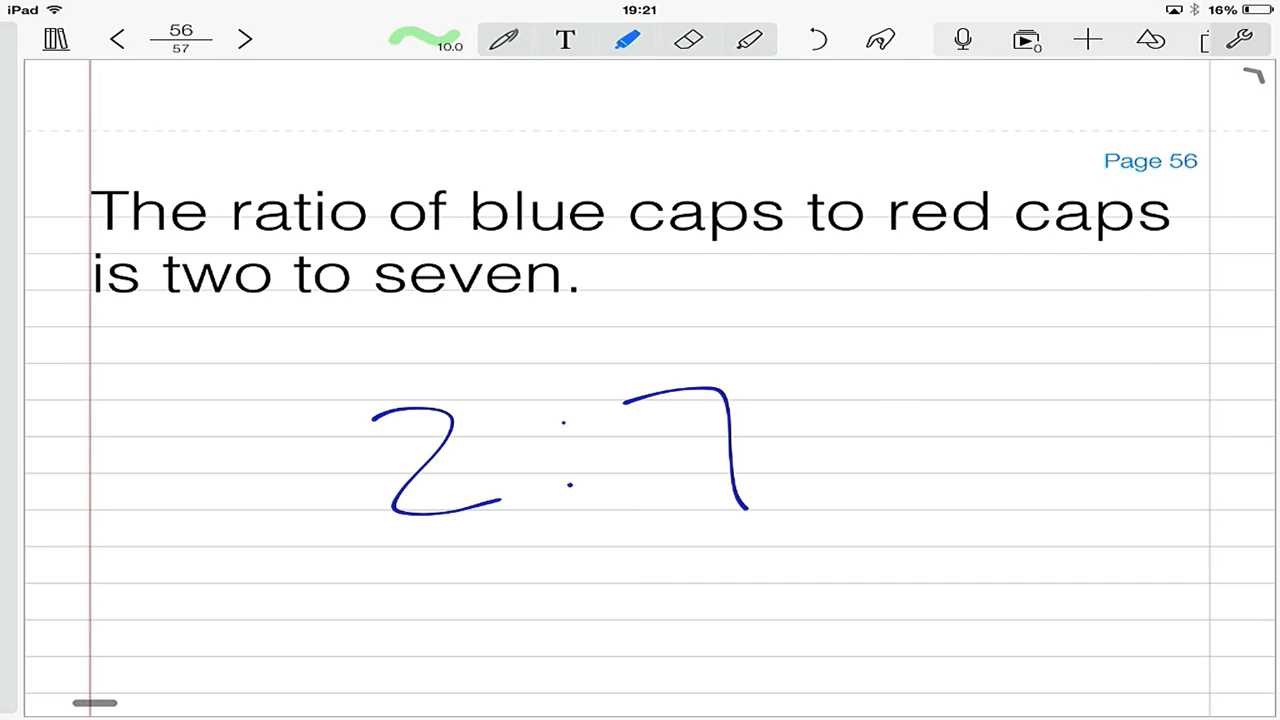 iPad 19:21 16%
56
57
10.0
T
0
Page 56
The ratio of blue caps to red caps
is two to seven.
2 : 7